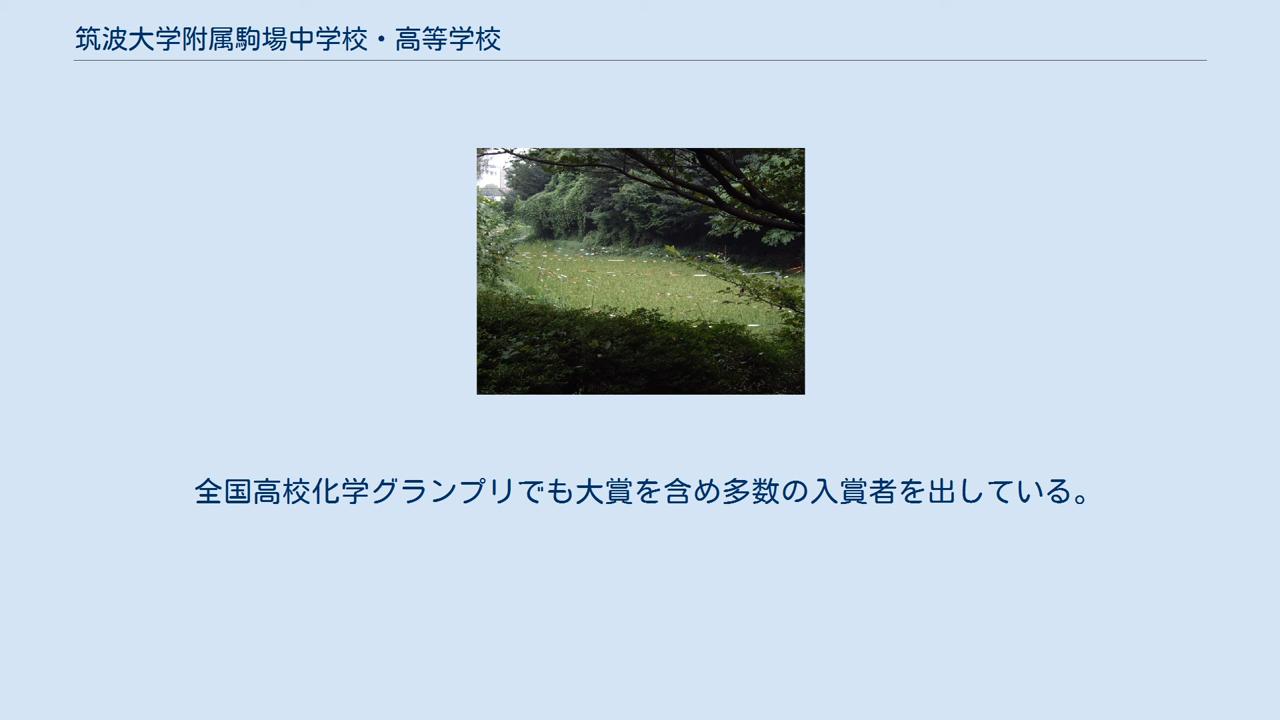 筑波大学附属駒場中学校・高等学校
全国高校化学グランプリでも大賞を含め多数の入賞者を出している。